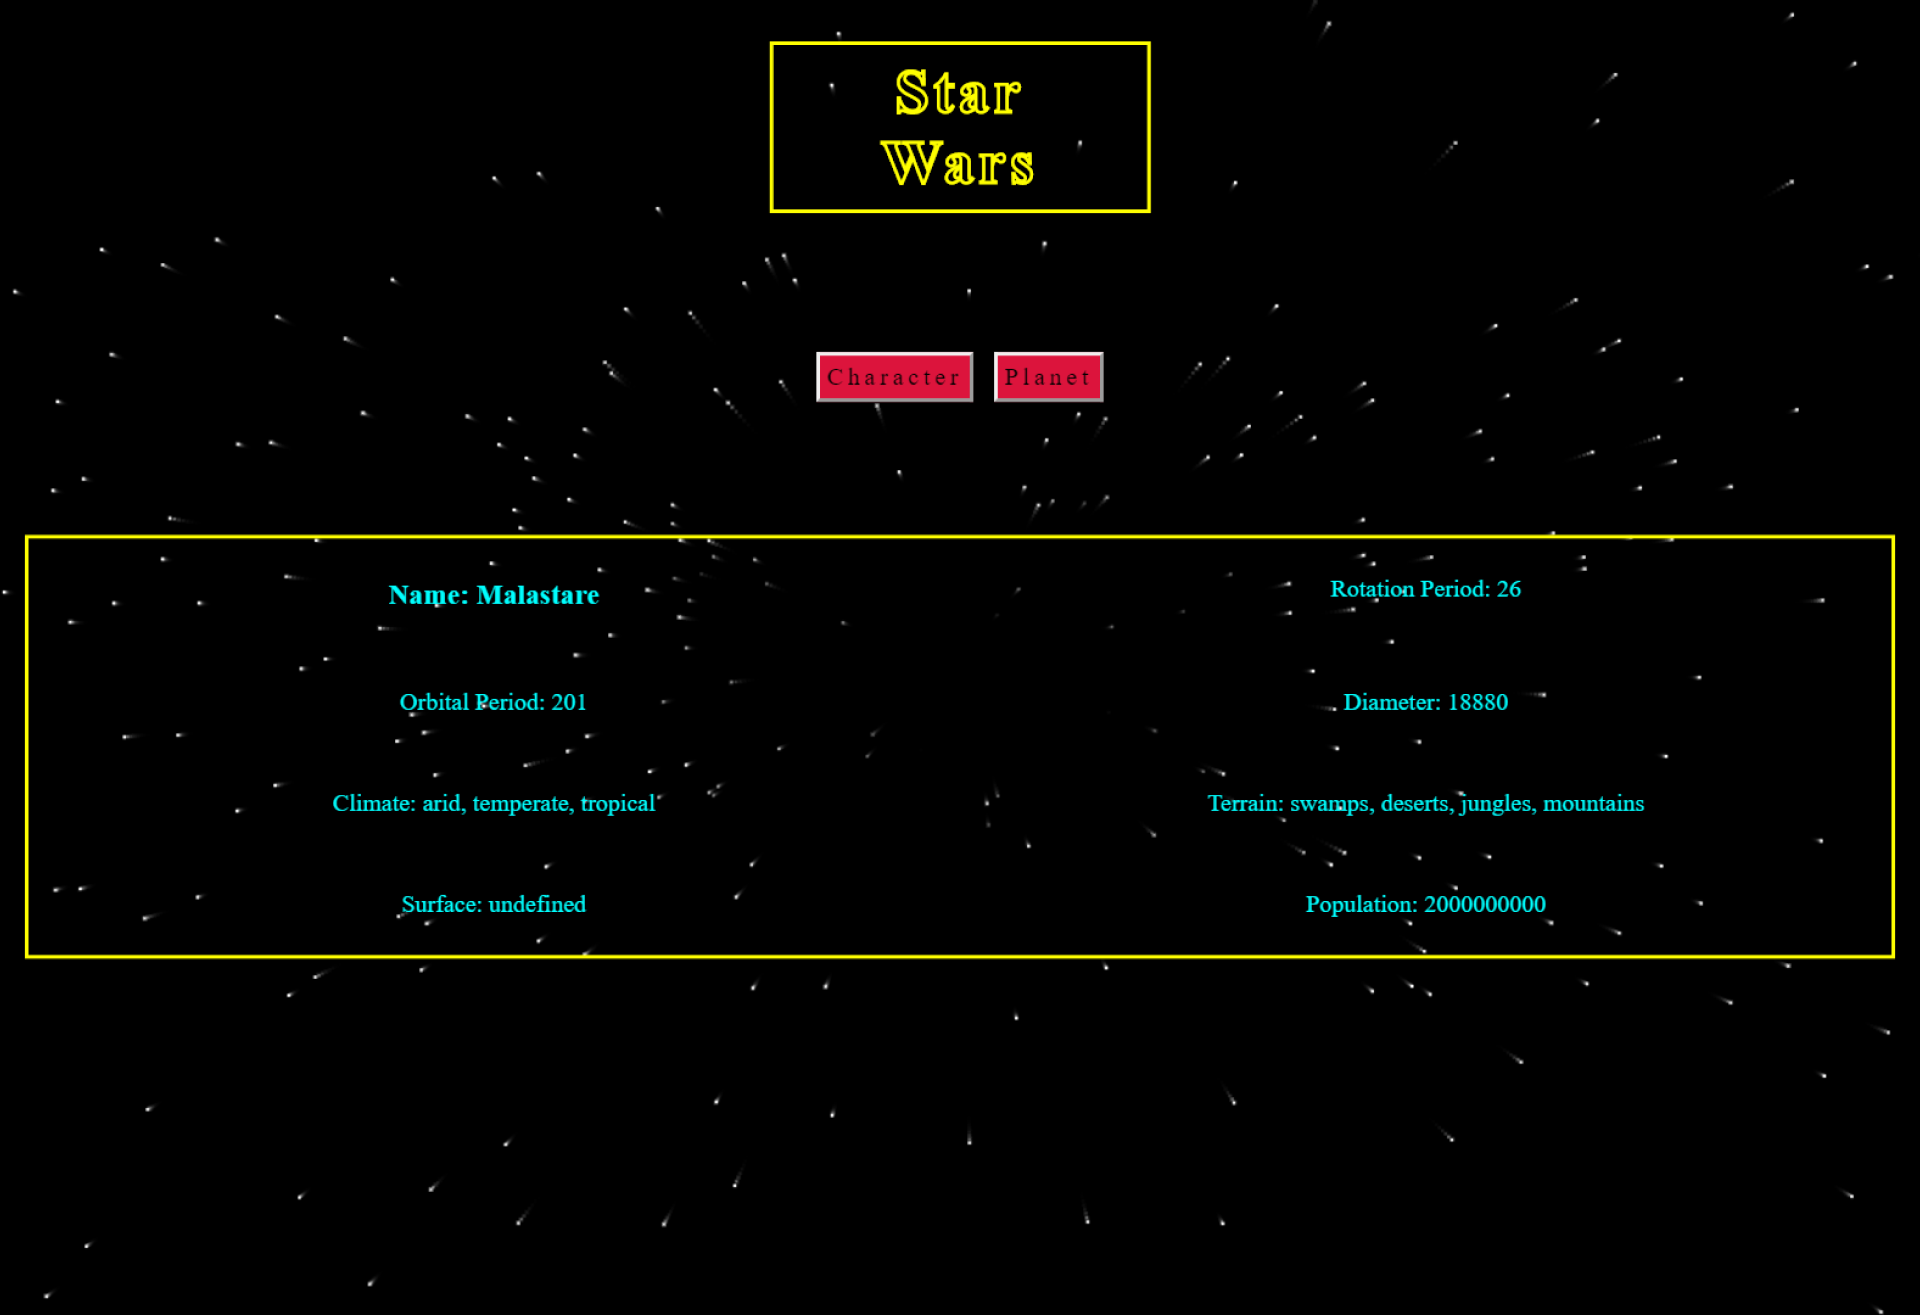 Star
Wars
Character
Planet
Name: Malastare
Rotation Period: 26
Orbital Period: 201
Diameter: 18880
Climate: arid, temperate, tropical
Terrain: swamps, deserts, jungles, mountains
Surface: undefined
Population: 2000000000